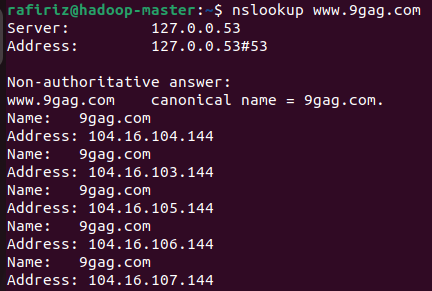 rafiriz@hadoop-master:~$ nslookup www.9gag.com
Server:         127.0.0.53
Address:        127.0.0.53#53

Non-authoritative answer:
www.9gag.com    canonical name = 9gag.com.
Name:   9gag.com
Address: 104.16.104.144
Name:   9gag.com
Address: 104.16.103.144
Name:   9gag.com
Address: 104.16.105.144
Name:   9gag.com
Address: 104.16.106.144
Name:   9gag.com
Address: 104.16.107.144